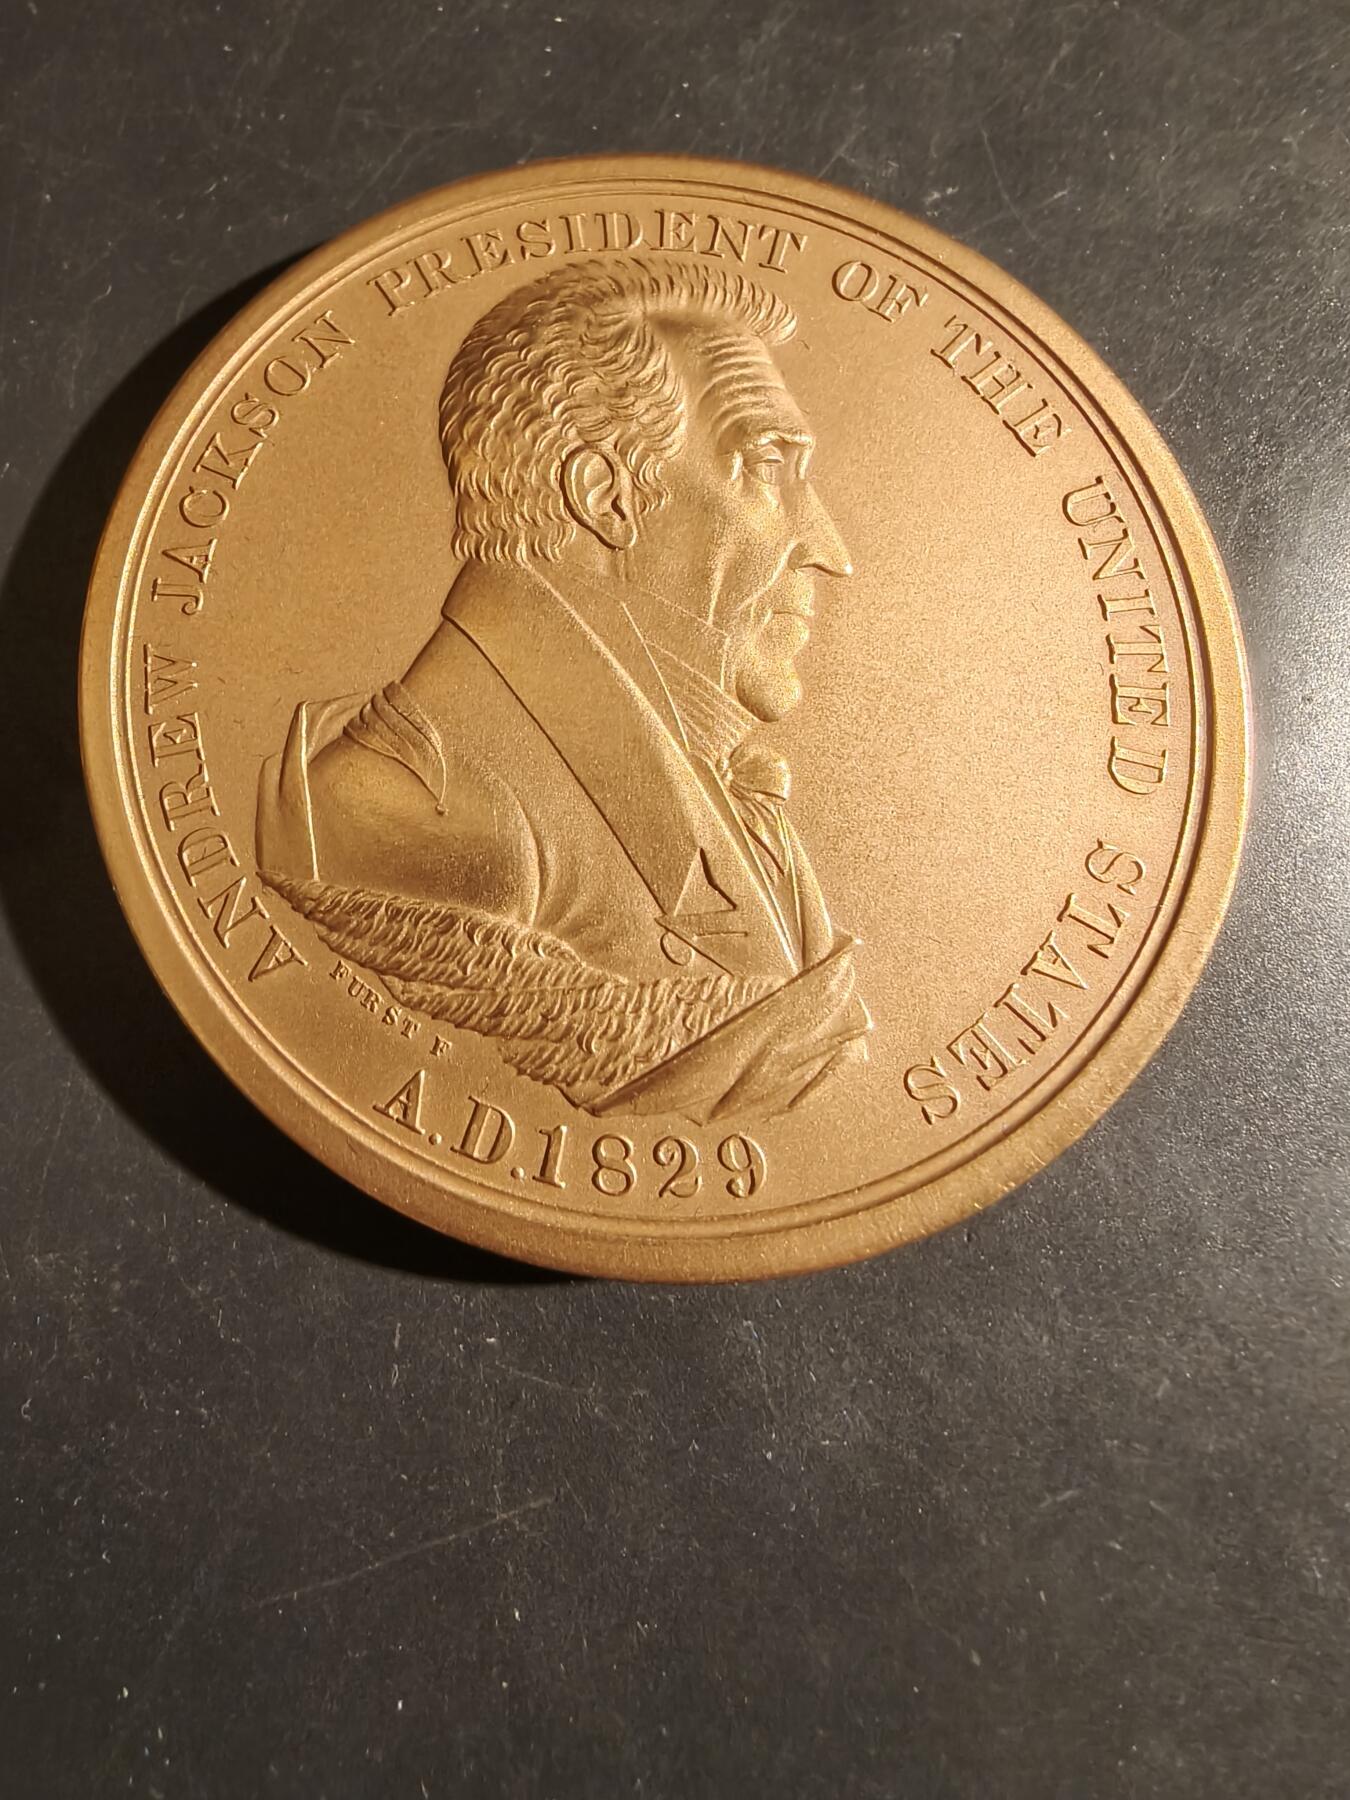 ANDREW JACKSON PRESIDENT OF THE UNITED STATES
FURST F
A.D.1829